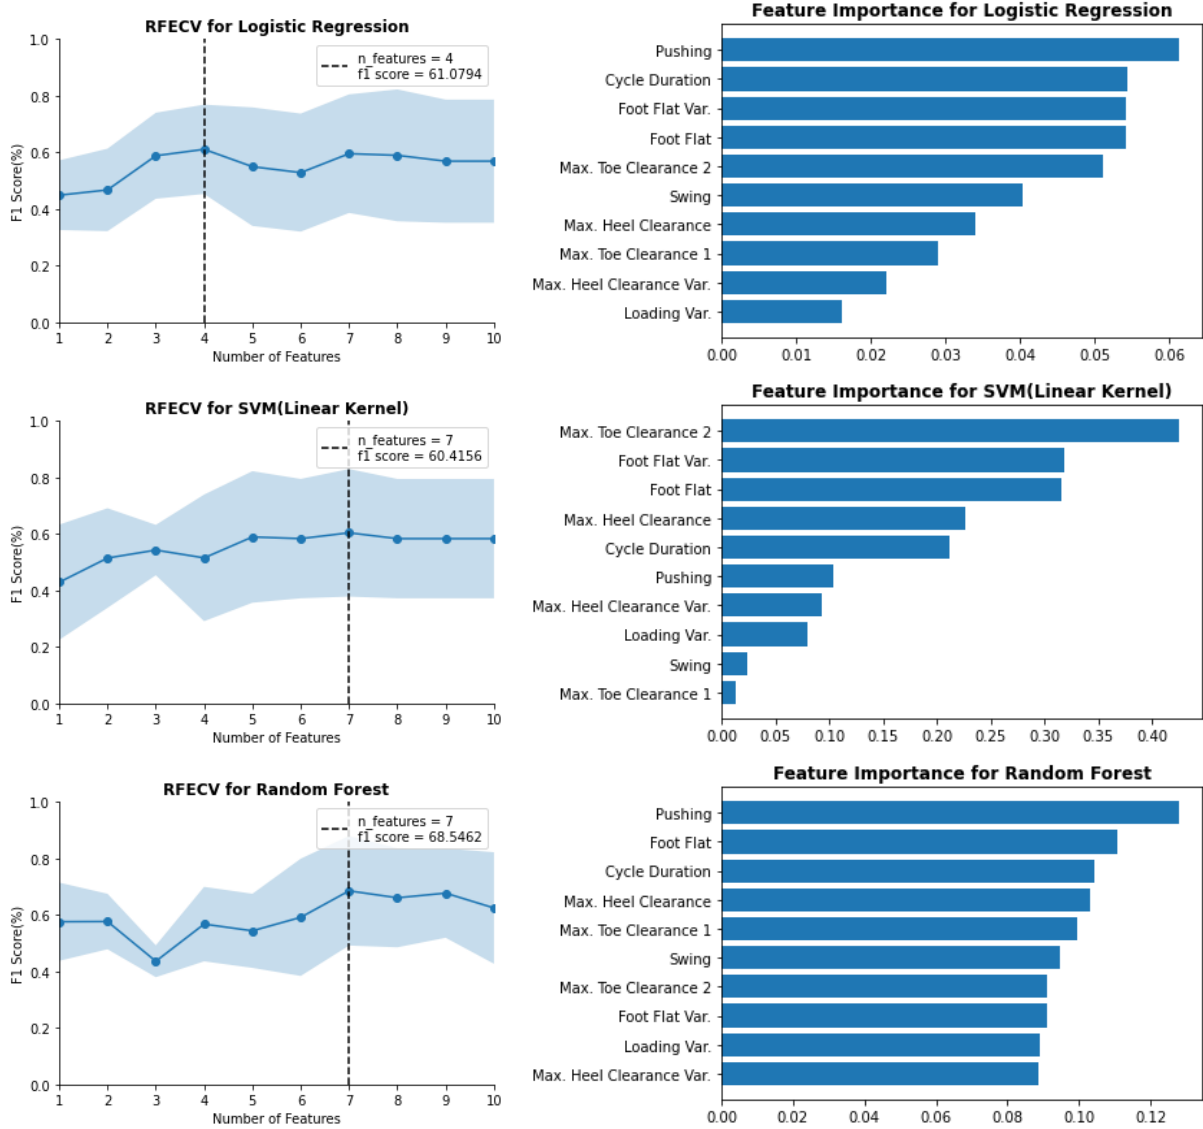 RFECV for Logistic Regression
n_features = 4
f1 score = 61.0794
F1 Score(%)
1.0
0.8
0.6
0.4
0.2
0.0
1 2 3 4 5 6 7 8 9 10
Number of Features
Feature Importance for Logistic Regression
Pushing
Cycle Duration
Foot Flat Var.
Foot Flat
Max. Toe Clearance 2
Swing
Max. Heel Clearance
Max. Toe Clearance 1
Max. Heel Clearance Var.
Loading Var.
0.00 0.01 0.02 0.03 0.04 0.05 0.06
RFECV for SVM(Linear Kernel)
n_features = 7
f1 score = 60.4156
F1 Score(%)
1.0
0.8
0.6
0.4
0.2
0.0
1 2 3 4 5 6 7 8 9 10
Number of Features
Feature Importance for SVM(Linear Kernel)
Max. Toe Clearance 2
Foot Flat Var.
Foot Flat
Max. Heel Clearance
Cycle Duration
Pushing
Max. Heel Clearance Var.
Loading Var.
Swing
Max. Toe Clearance 1
0.00 0.05 0.10 0.15 0.20 0.25 0.30 0.35 0.40
RFECV for Random Forest
n_features = 7
f1 score = 68.5462
F1 Score(%)
1.0
0.8
0.6
0.4
0.2
0.0
1 2 3 4 5 6 7 8 9 10
Number of Features
Feature Importance for Random Forest
Pushing
Foot Flat
Cycle Duration
Max. Heel Clearance
Max. Toe Clearance 1
Swing
Max. Toe Clearance 2
Foot Flat Var.
Loading Var.
Max. Heel Clearance Var.
0.00 0.02 0.04 0.06 0.08 0.10 0.12